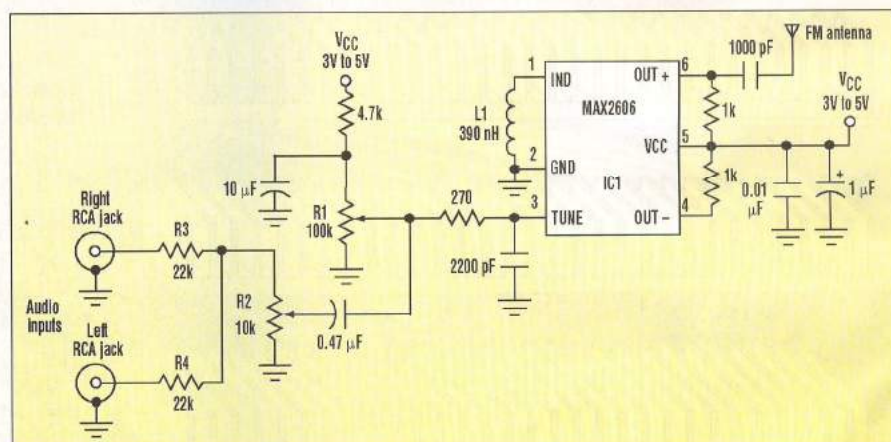 VCC
3V to 5V
4.7k
10 µF
R1
100k
Right
RCA jack
R3
22k
Audio
inputs
R2
10k
0.47 µF
Left
RCA jack
R4
22k
270
2200 pF
L1
390 nH
1
IND
2
GND
3
TUNE
MAX2606
IC1
OUT +
6
VCC
5
OUT –
4
1000 pF
FM antenna
1k
1k
VCC
3V to 5V
0.01
µF
+
1 µF